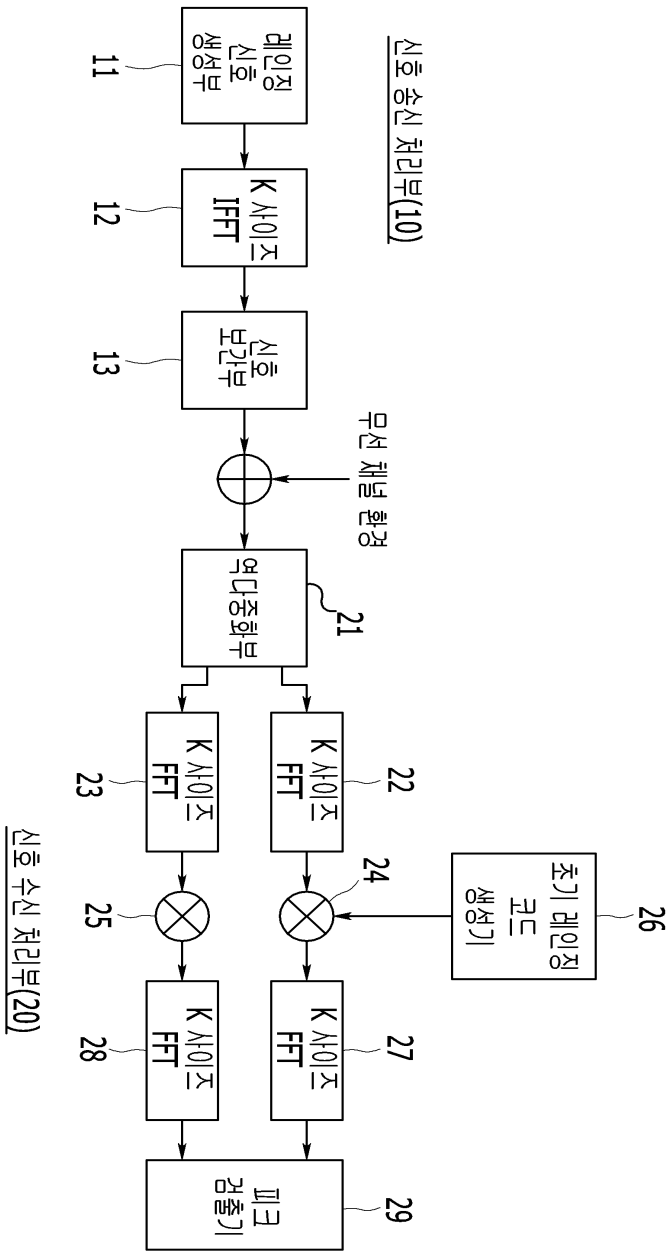 신호 송신 처리부(10)
레인징
신호
생성부
11
K 사이즈
IFFT
12
신호
보간부
13
무선 채널 환경
역다중화부
21
K 사이즈
FFT
22
K 사이즈
FFT
23
24
25
초기 레인징
코드
생성기
26
K 사이즈
FFT
27
K 사이즈
FFT
28
피크
검출기
29
신호 수신 처리부(20)